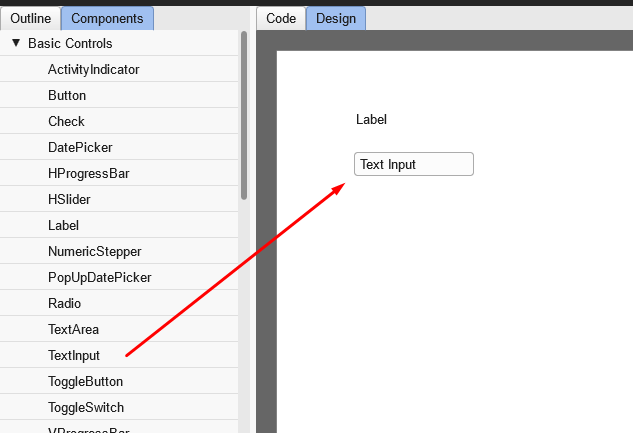 Outline Components
Code Design
Basic Controls
ActivityIndicator
Button
Check
DatePicker
HProgressBar
HSlider
Label
NumericStepper
PopUpDatePicker
Radio
TextArea
TextInput
ToggleButton
ToggleSwitch
VProgressBar
Label
Text Input